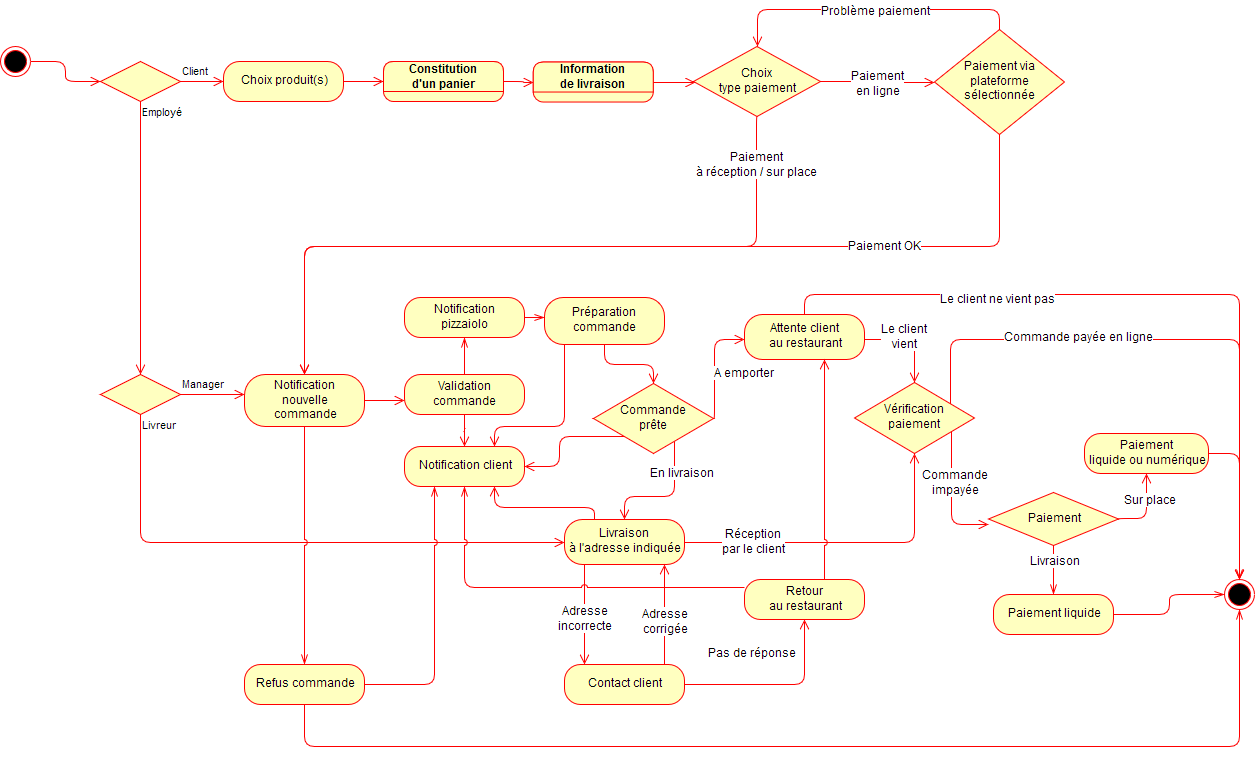 Problème paiement
Client
Choix produit(s)
Constitution
d'un panier
Information
de livraison
Choix
type paiement
Paiement
en ligne
Paiement via
plateforme
sélectionnée
Employé
Paiement
à réception / sur place
Paiement OK
Notification
pizzaiolo
Préparation
commande
Attente client
au restaurant
Le client ne vient pas
Le client
vient
Commande payée en ligne
A emporter
Manager
Notification
nouvelle
commande
Validation
commande
Commande
prête
Vérification
paiement
Livreur
Notification client
En livraison
Commande
impayée
Paiement
liquide ou numérique
Sur place
Paiement
Livraison
à l'adresse indiquée
Réception
par le client
Livraison
Retour
au restaurant
Adresse
incorrecte
Adresse
corrigée
Paiement liquide
Pas de réponse
Refus commande
Contact client